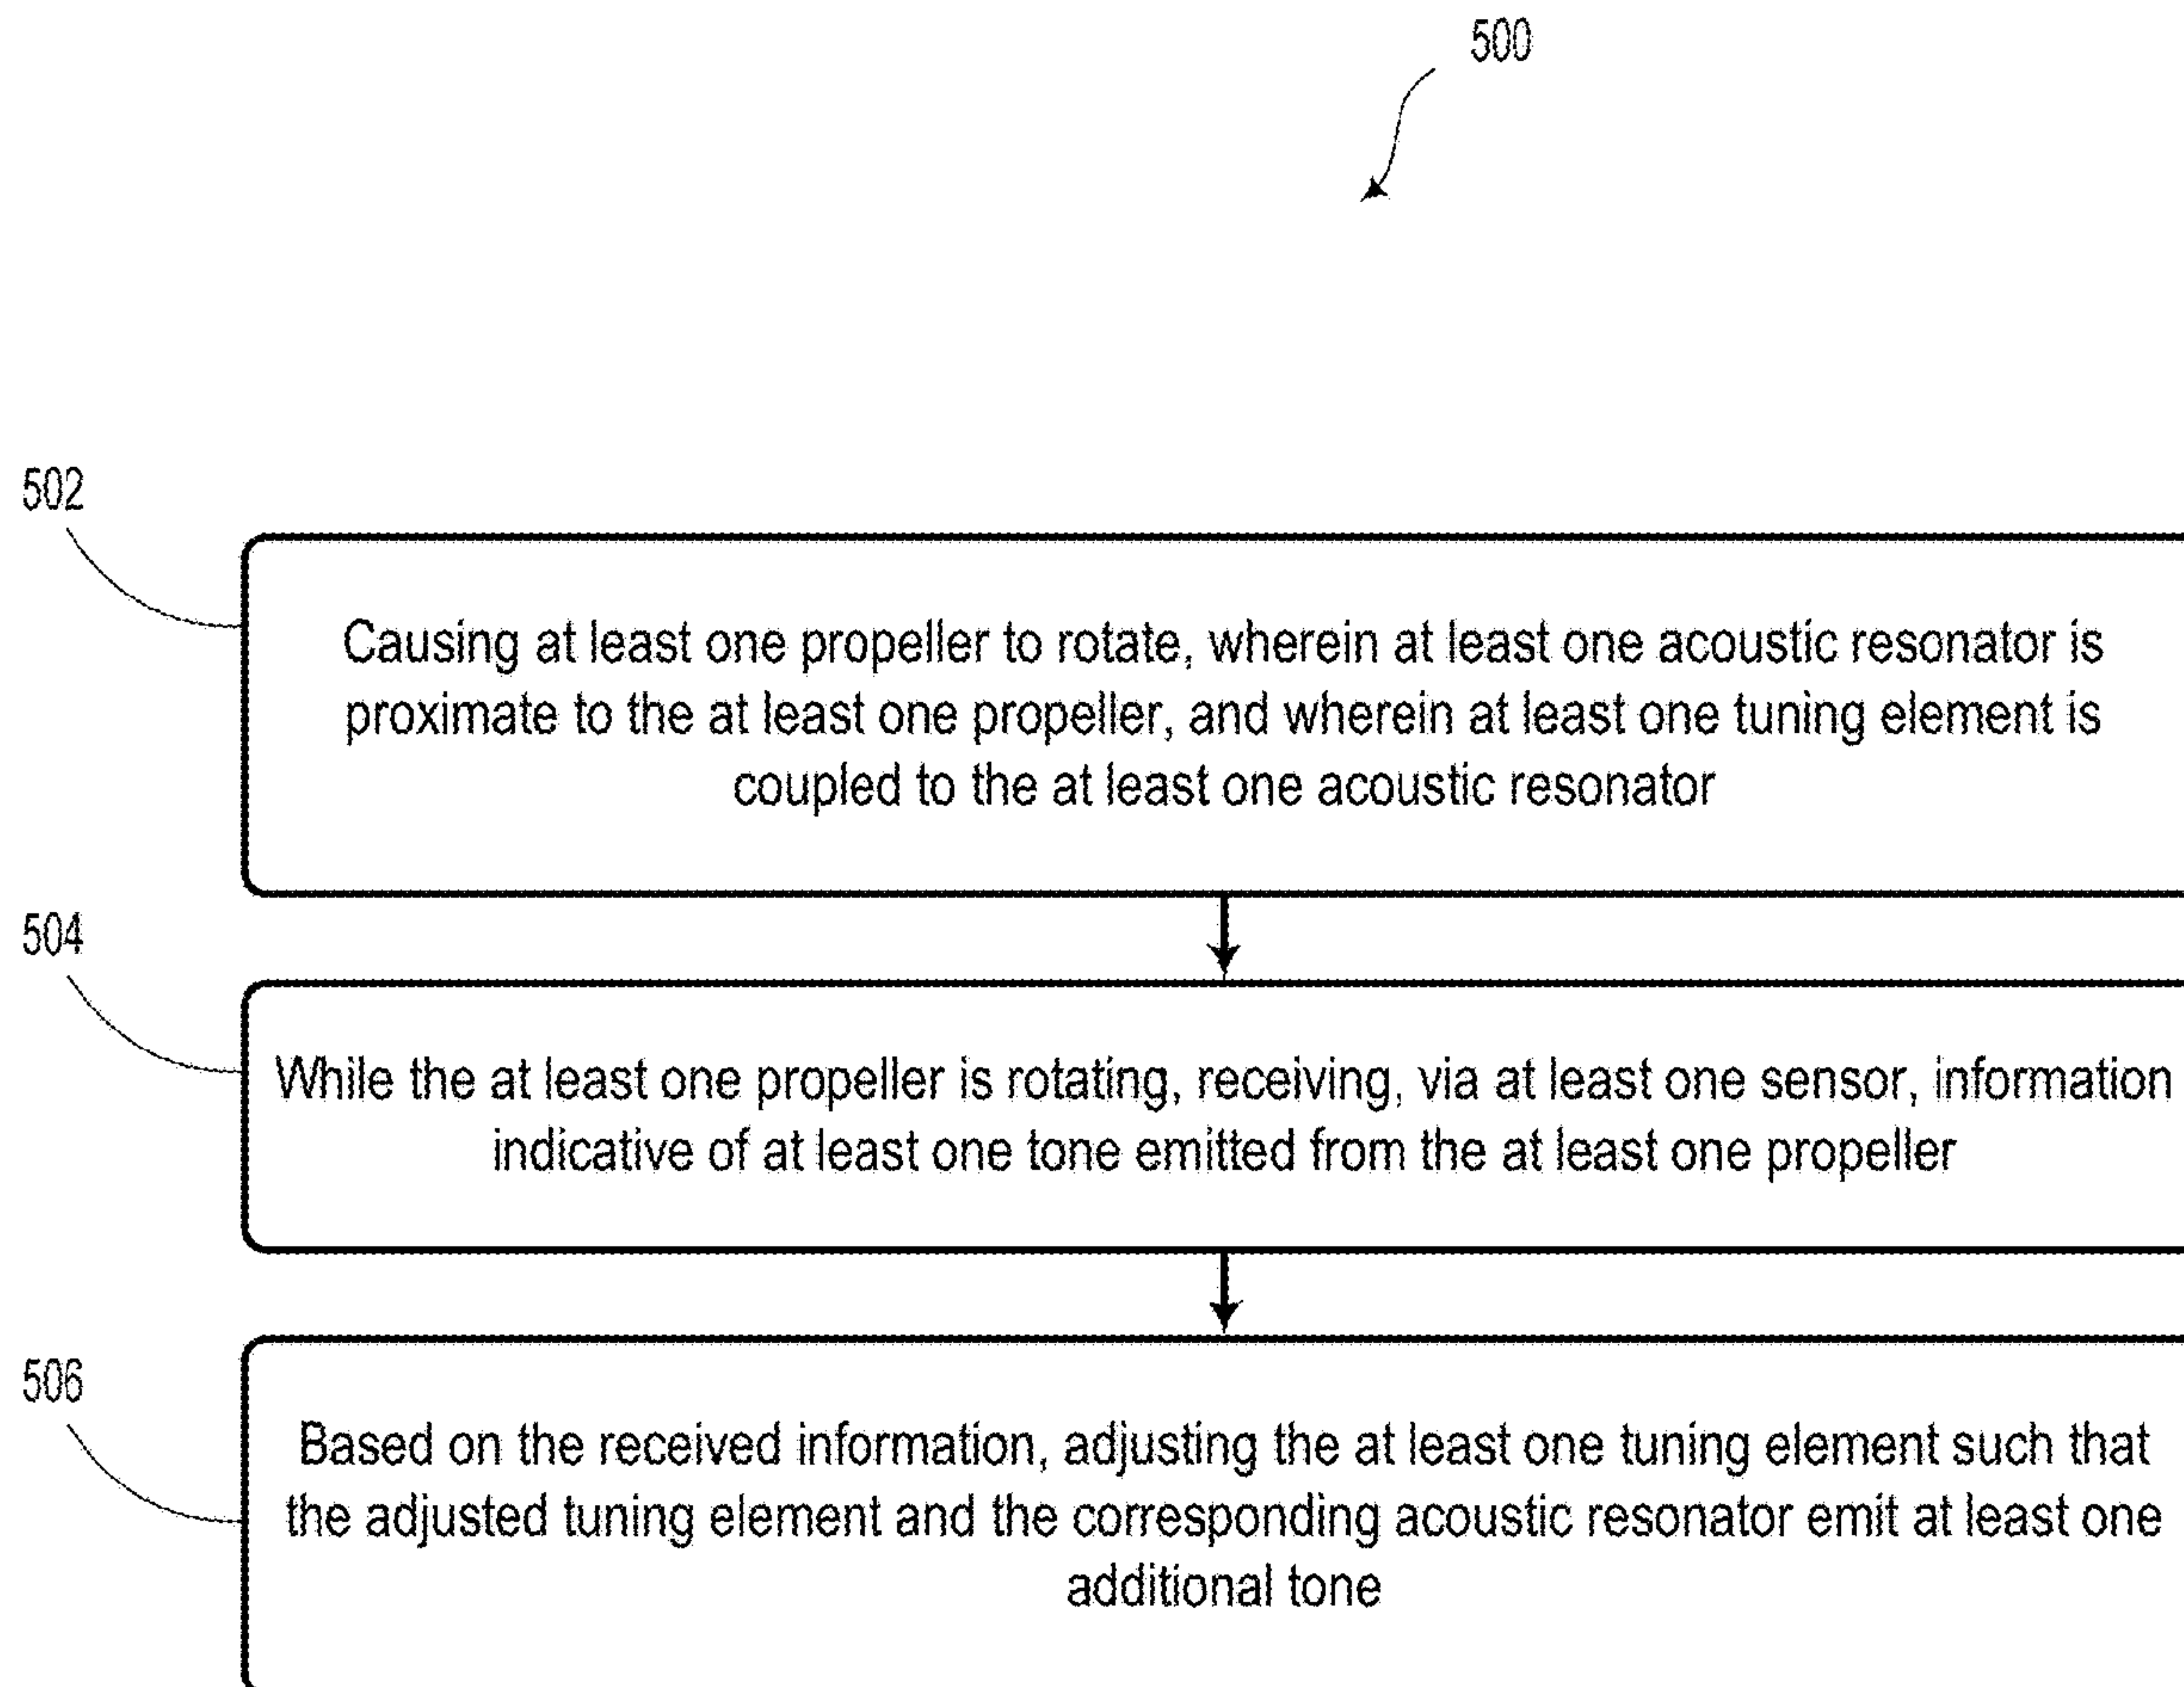 500
502
Causing at least one propeller to rotate, wherein at least one acoustic resonator is
proximate to the at least one propeller, and wherein at least one tuning element is
coupled to the at least one acoustic resonator
504
While the at least one propeller is rotating, receiving, via at least one sensor, information
indicative of at least one tone emitted from the at least one propeller
506
Based on the received information, adjusting the at least one tuning element such that
the adjusted tuning element and the corresponding acoustic resonator emit at least one
additional tone